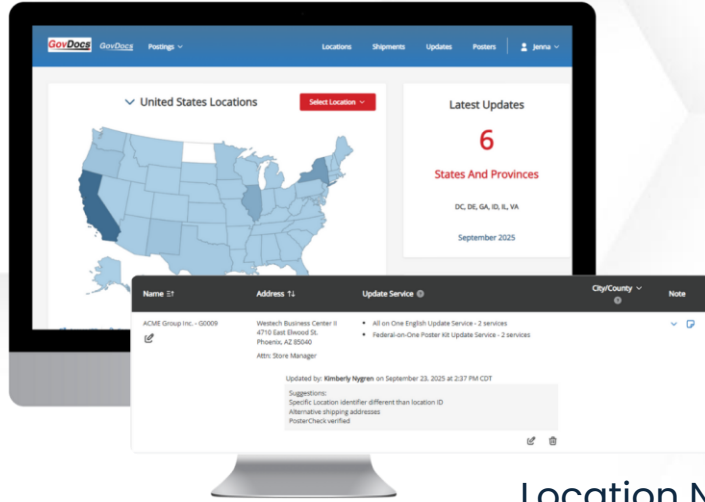 GovDocs GovDocs Postings Locations Shipments Updates Posters Jenna
United States Locations
Select Location
Latest Updates
6
States And Provinces
DC, DE, GA, ID, IL, VA
September 2025
Name Address Update Service City/County Note
ACME Group Inc. - G0009
Westech Business Center II
4710 East Elwood St.
Phoenix, AZ 85040
Attn: Store Manager
All on One English Update Service - 2 services
Federal-on-One Poster Kit Update Service - 2 services
Updated by: Kimberly Nygren on September 23, 2025 at 2:37 PM CDT
Suggestions:
Specific Location identifier different than location ID
Alternative shipping addresses
PosterCheck verified
Location N